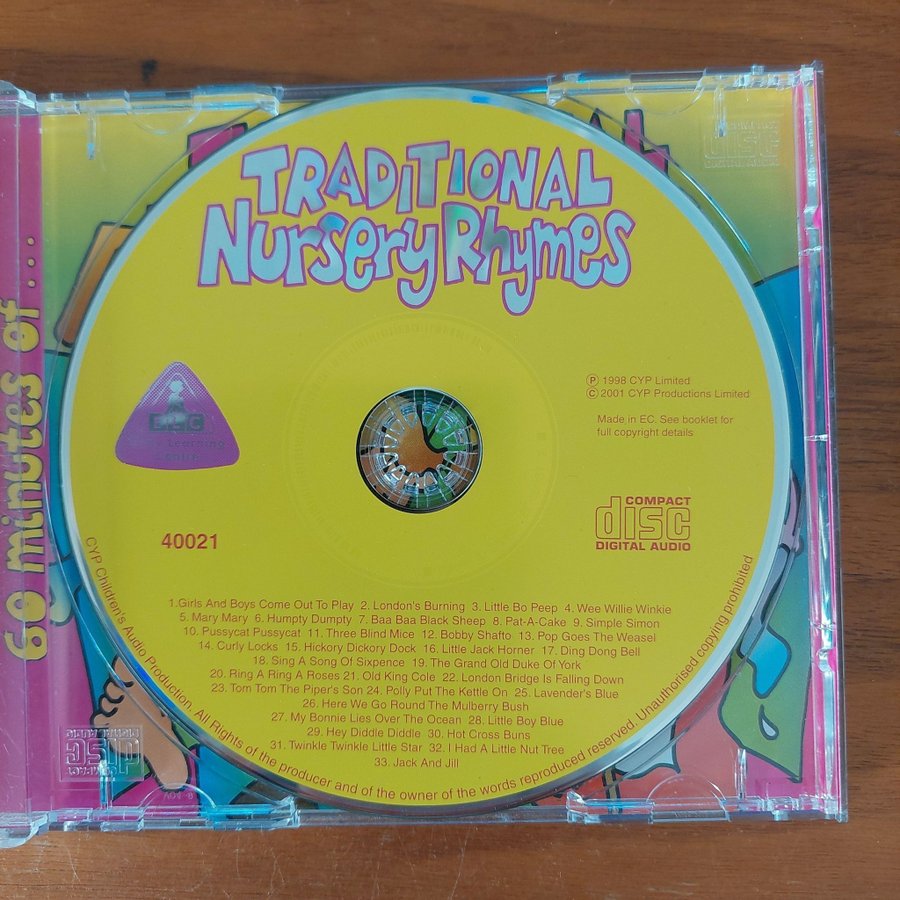 TRADITIONAL
Nursery Rhymes
60 minutes of ...
COMPACT
disc
DIGITAL AUDIO
ELC
Learning
Centre
℗ 1998 CYP Limited
© 2001 CYP Productions Limited
Made in EC. See booklet for
full copyright details
40021
COMPACT
disc
DIGITAL AUDIO
1.Girls And Boys Come Out To Play 2. London's Burning 3. Little Bo Peep 4. Wee Willie Winkie
5. Mary Mary 6. Humpty Dumpty 7. Baa Baa Black Sheep 8. Pat-A-Cake 9. Simple Simon
10. Pussycat Pussycat 11. Three Blind Mice 12. Bobby Shafto 13. Pop Goes The Weasel
14. Curly Locks 15. Hickory Dickory Dock 16. Little Jack Horner 17. Ding Dong Bell
18. Sing A Song Of Sixpence 19. The Grand Old Duke Of York
20. Ring A Ring A Roses 21. Old King Cole 22. London Bridge Is Falling Down
23. Tom Tom The Piper's Son 24. Polly Put The Kettle On 25. Lavender's Blue
26. Here We Go Round The Mulberry Bush
27. My Bonnie Lies Over The Ocean 28. Little Boy Blue
29. Hey Diddle Diddle 30. Hot Cross Buns
31. Twinkle Twinkle Little Star 32. I Had A Little Nut Tree
33. Jack And Jill
CYP Children's Audio Production. All Rights of the producer and of the owner of the words reproduced reserved. Unauthorised copying prohibited